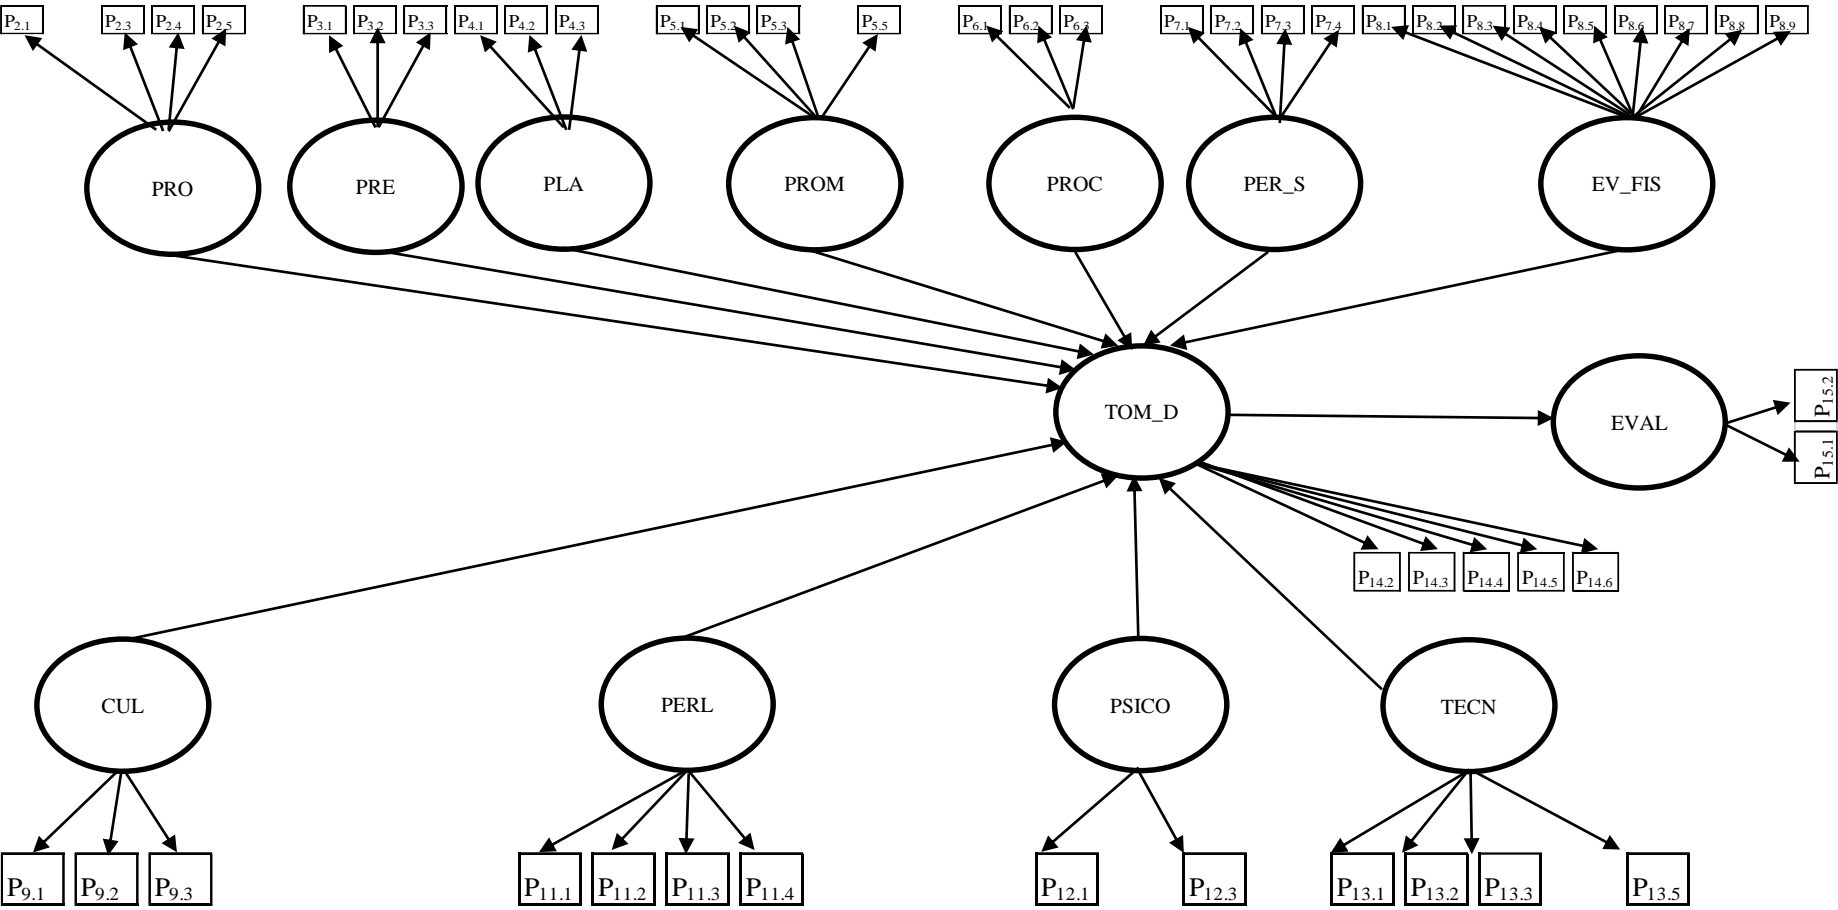 P2.1 P2.3 P2.4 P2.5 P3.1 P3.2 P3.3 P4.1 P4.2 P4.3 P5.1 P5.2 P5.3 P5.5 P6.1 P6.2 P6.3 P7.1 P7.2 P7.3 P7.4 P8.1 P8.2 P8.3 P8.4 P8.5 P8.6 P8.7 P8.8 P8.9
PRO PRE PLA PROM PROC PER_S EV_FIS
TOM_D EVAL
P15.2
P15.1
P14.2 P14.3 P14.4 P14.5 P14.6
CUL PERL PSICO TECN
P9.1 P9.2 P9.3 P11.1 P11.2 P11.3 P11.4 P12.1 P12.3 P13.1 P13.2 P13.3 P13.5